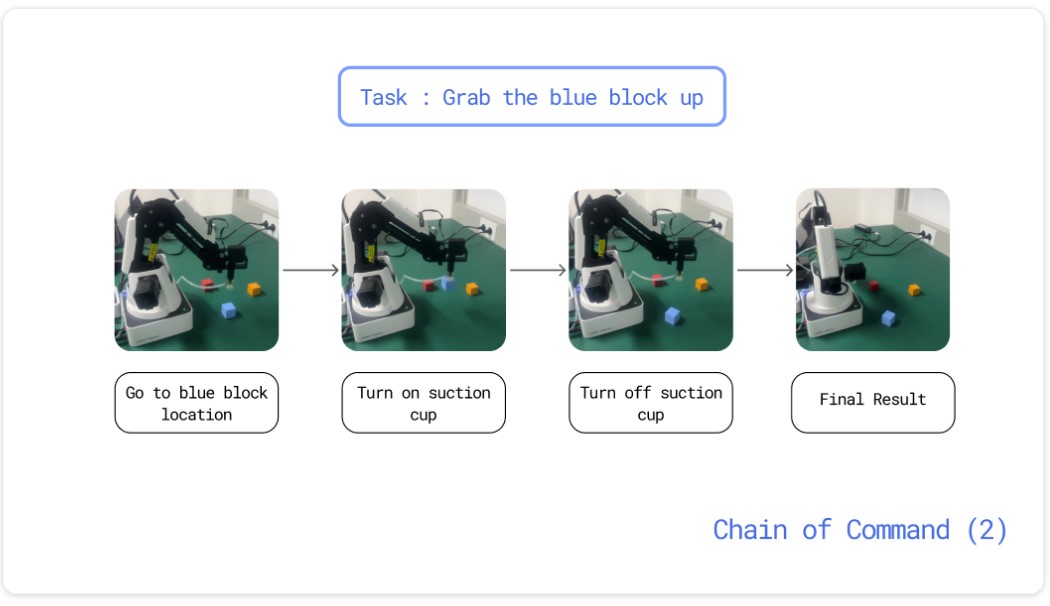 Task : Grab the blue block up
Go to blue block
location
Turn on suction
cup
Turn off suction
cup
Final Result
Chain of Command (2)